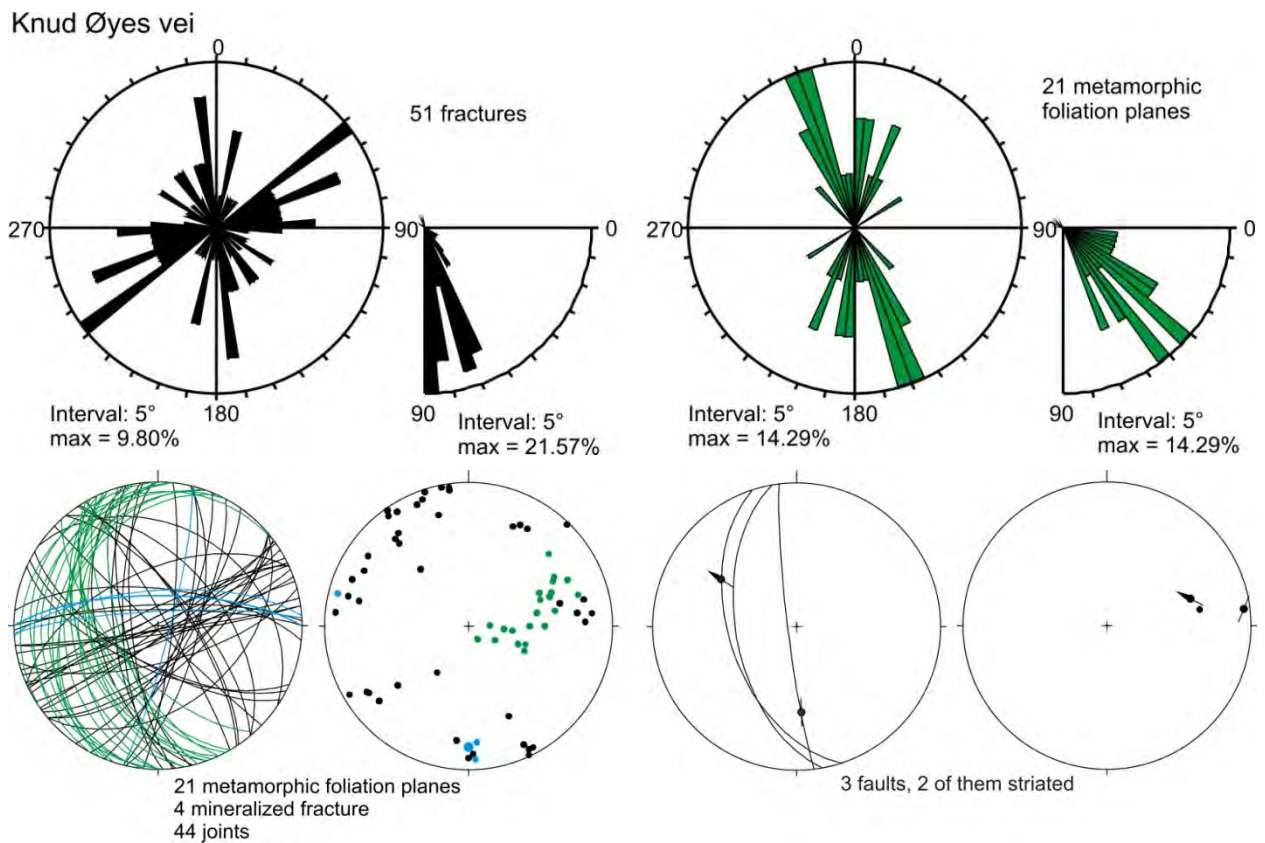 Knud Øyes vei
0
270
90
180
51 fractures
0
90
Interval: 5°
max = 9.80%
Interval: 5°
max = 21.57%
0
270
90
180
21 metamorphic
foliation planes
0
90
Interval: 5°
max = 14.29%
Interval: 5°
max = 14.29%
21 metamorphic foliation planes
4 mineralized fracture
44 joints
3 faults, 2 of them striated